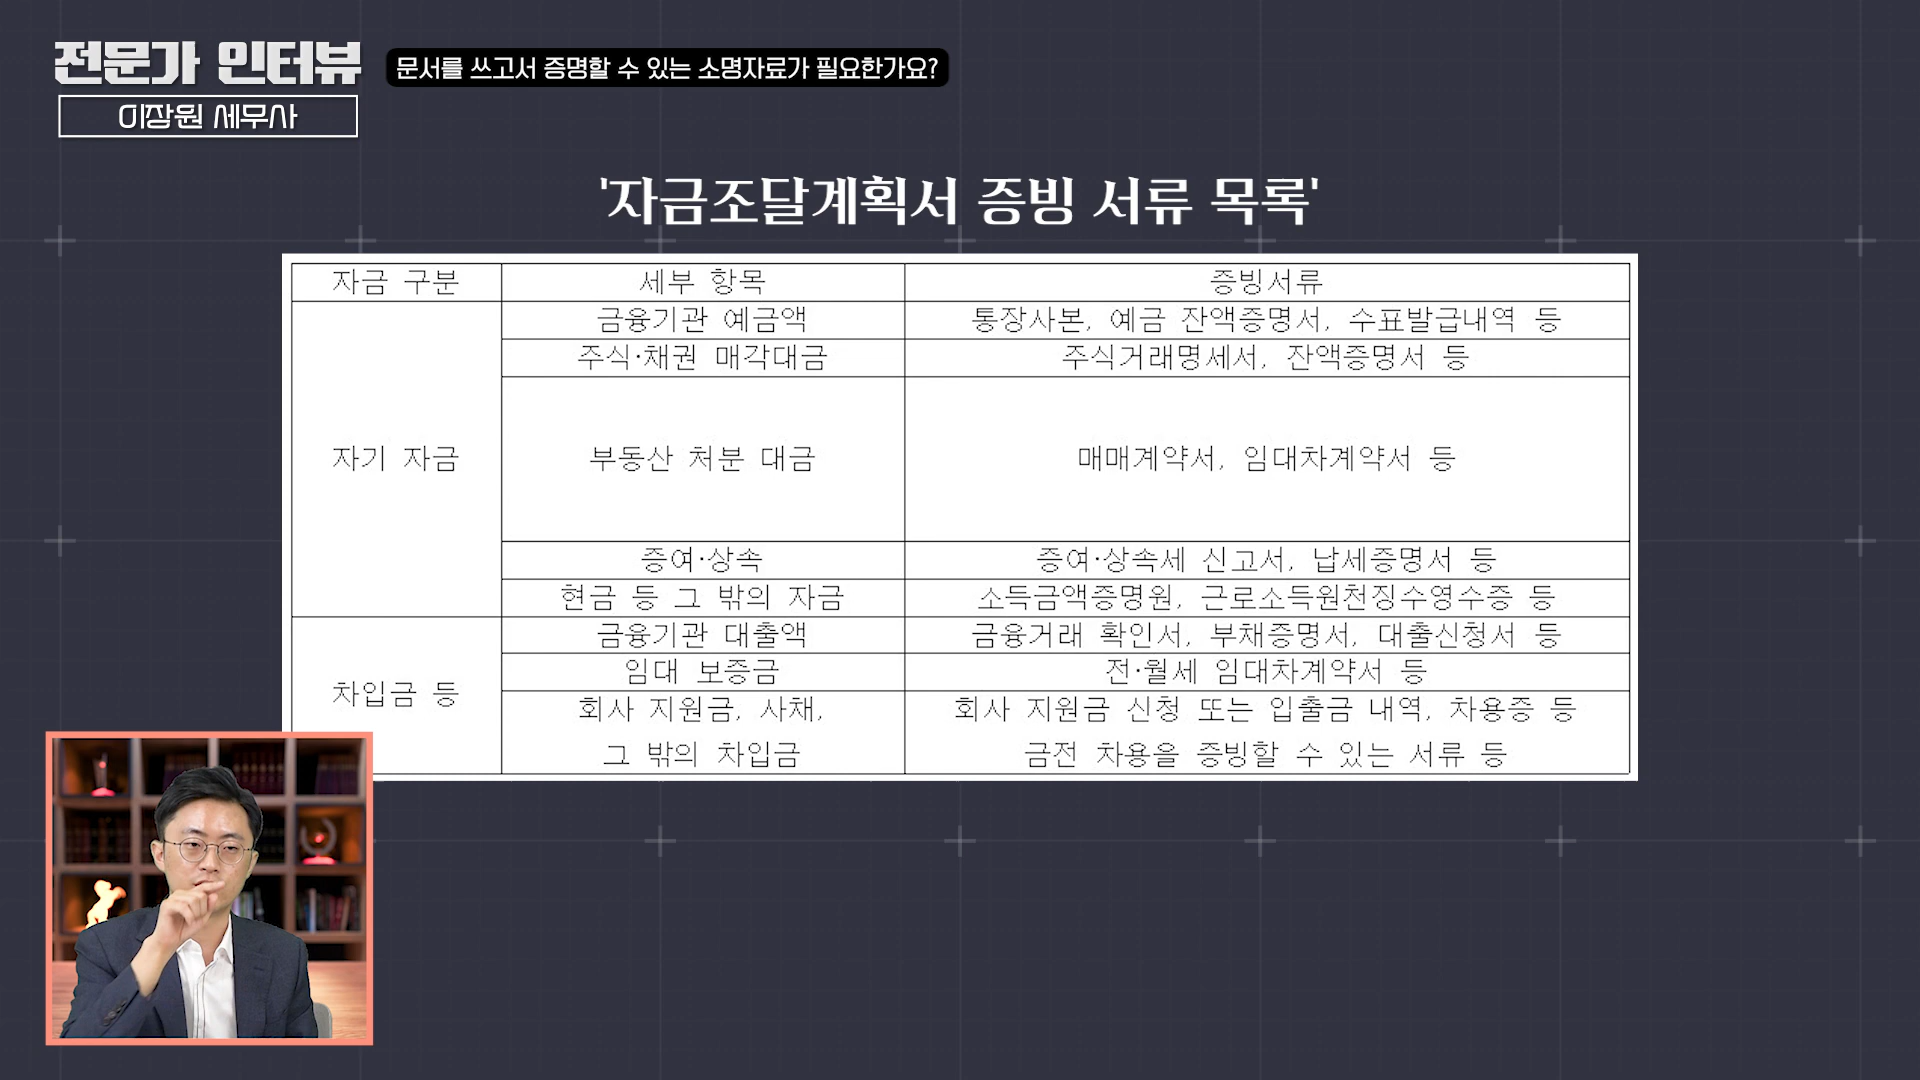 전문가 인터뷰
이장원 세무사
문서를 쓰고서 증명할 수 있는 소명자료가 필요한가요?
'자금조달계획서 증빙 서류 목록'
자금 구분 세부 항목 증빙서류
금융기관 예금액 통장사본, 예금 잔액증명서, 수표발급내역 등
주식·채권 매각대금 주식거래명세서, 잔액증명서 등
자기 자금 부동산 처분 대금 매매계약서, 임대차계약서 등
증여·상속 증여·상속세 신고서, 납세증명서 등
현금 등 그 밖의 자금 소득금액증명원, 근로소득원천징수영수증 등
금융기관 대출액 금융거래 확인서, 부채증명서, 대출신청서 등
임대 보증금 전·월세 임대차계약서 등
차입금 등
회사 지원금, 사채, 회사 지원금 신청 또는 입출금 내역, 차용증 등
그 밖의 차입금 금전 차용을 증빙할 수 있는 서류 등